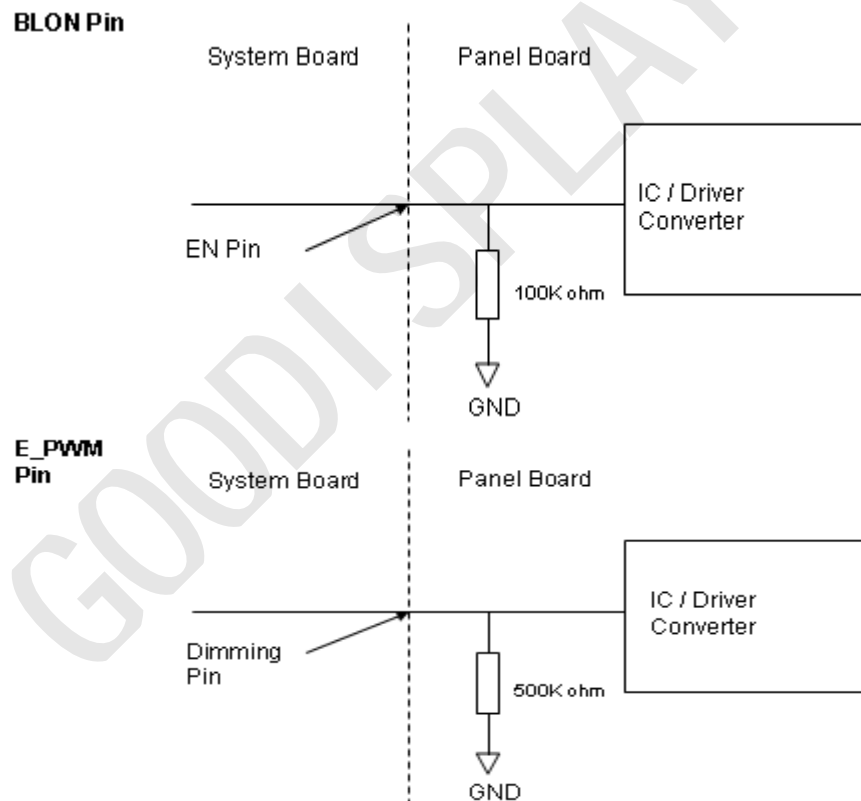 BLON Pin
System Board
Panel Board
IC / Driver
Converter
EN Pin
100K ohm
GND
E_PWM
Pin
System Board
Panel Board
IC / Driver
Converter
Dimming
Pin
500K ohm
GND
GOODISPLAY